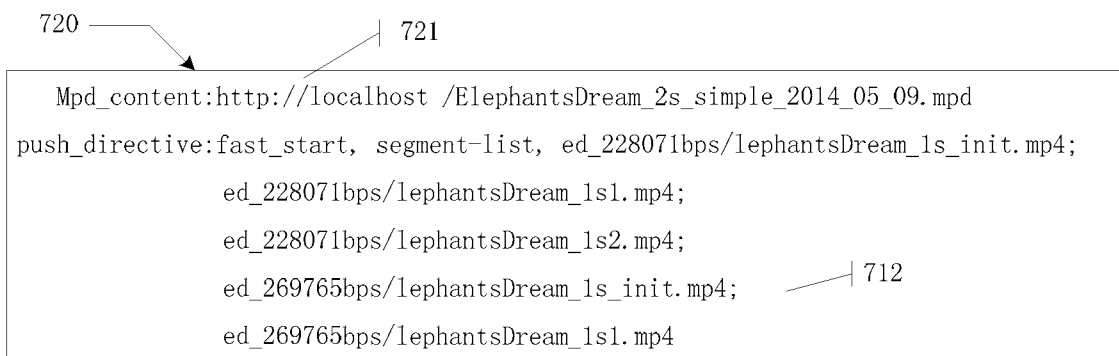 720
721
Mpd_content:http://localhost /ElephantsDream_2s_simple_2014_05_09.mpd
push_directive:fast_start, segment-list, ed_228071bps/lephantsDream_1s_init.mp4;
ed_228071bps/lephantsDream_1s1.mp4;
ed_228071bps/lephantsDream_1s2.mp4;
ed_269765bps/lephantsDream_1s_init.mp4;
712
ed_269765bps/lephantsDream_1s1.mp4